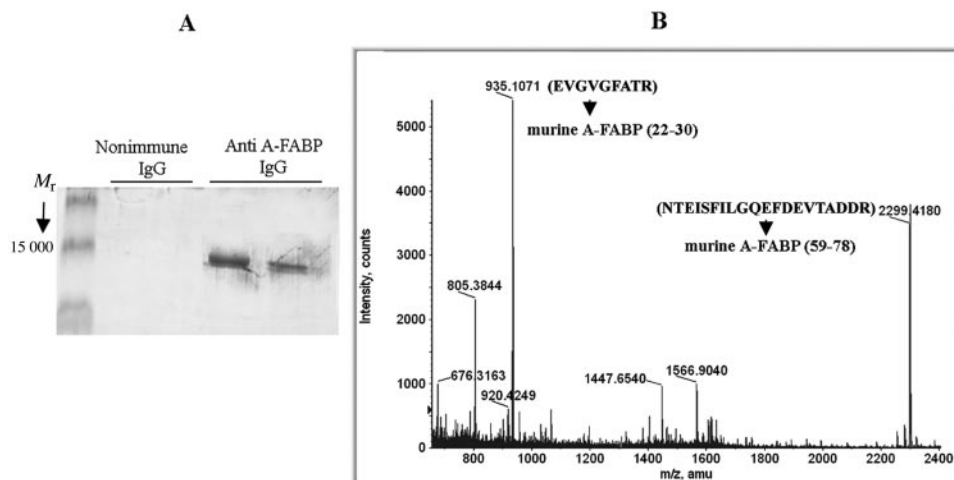 A
Nonimmune
IgG
Anti A-FABP
IgG
Mr
15 000
B
935.1071
(EVGVGFATR)
murine A-FABP (22-30)
(NTEISFILGQEFDEVTADDR)
2299.4180
murine A-FABP (59-78)
805.3844
676.3163
920.4249
1447.6540
1566.9040
Intensity, counts
5000
4000
3000
2000
1000
0
800
1000
1200
1400
1600
1800
2000
2200
2400
m/z, amu